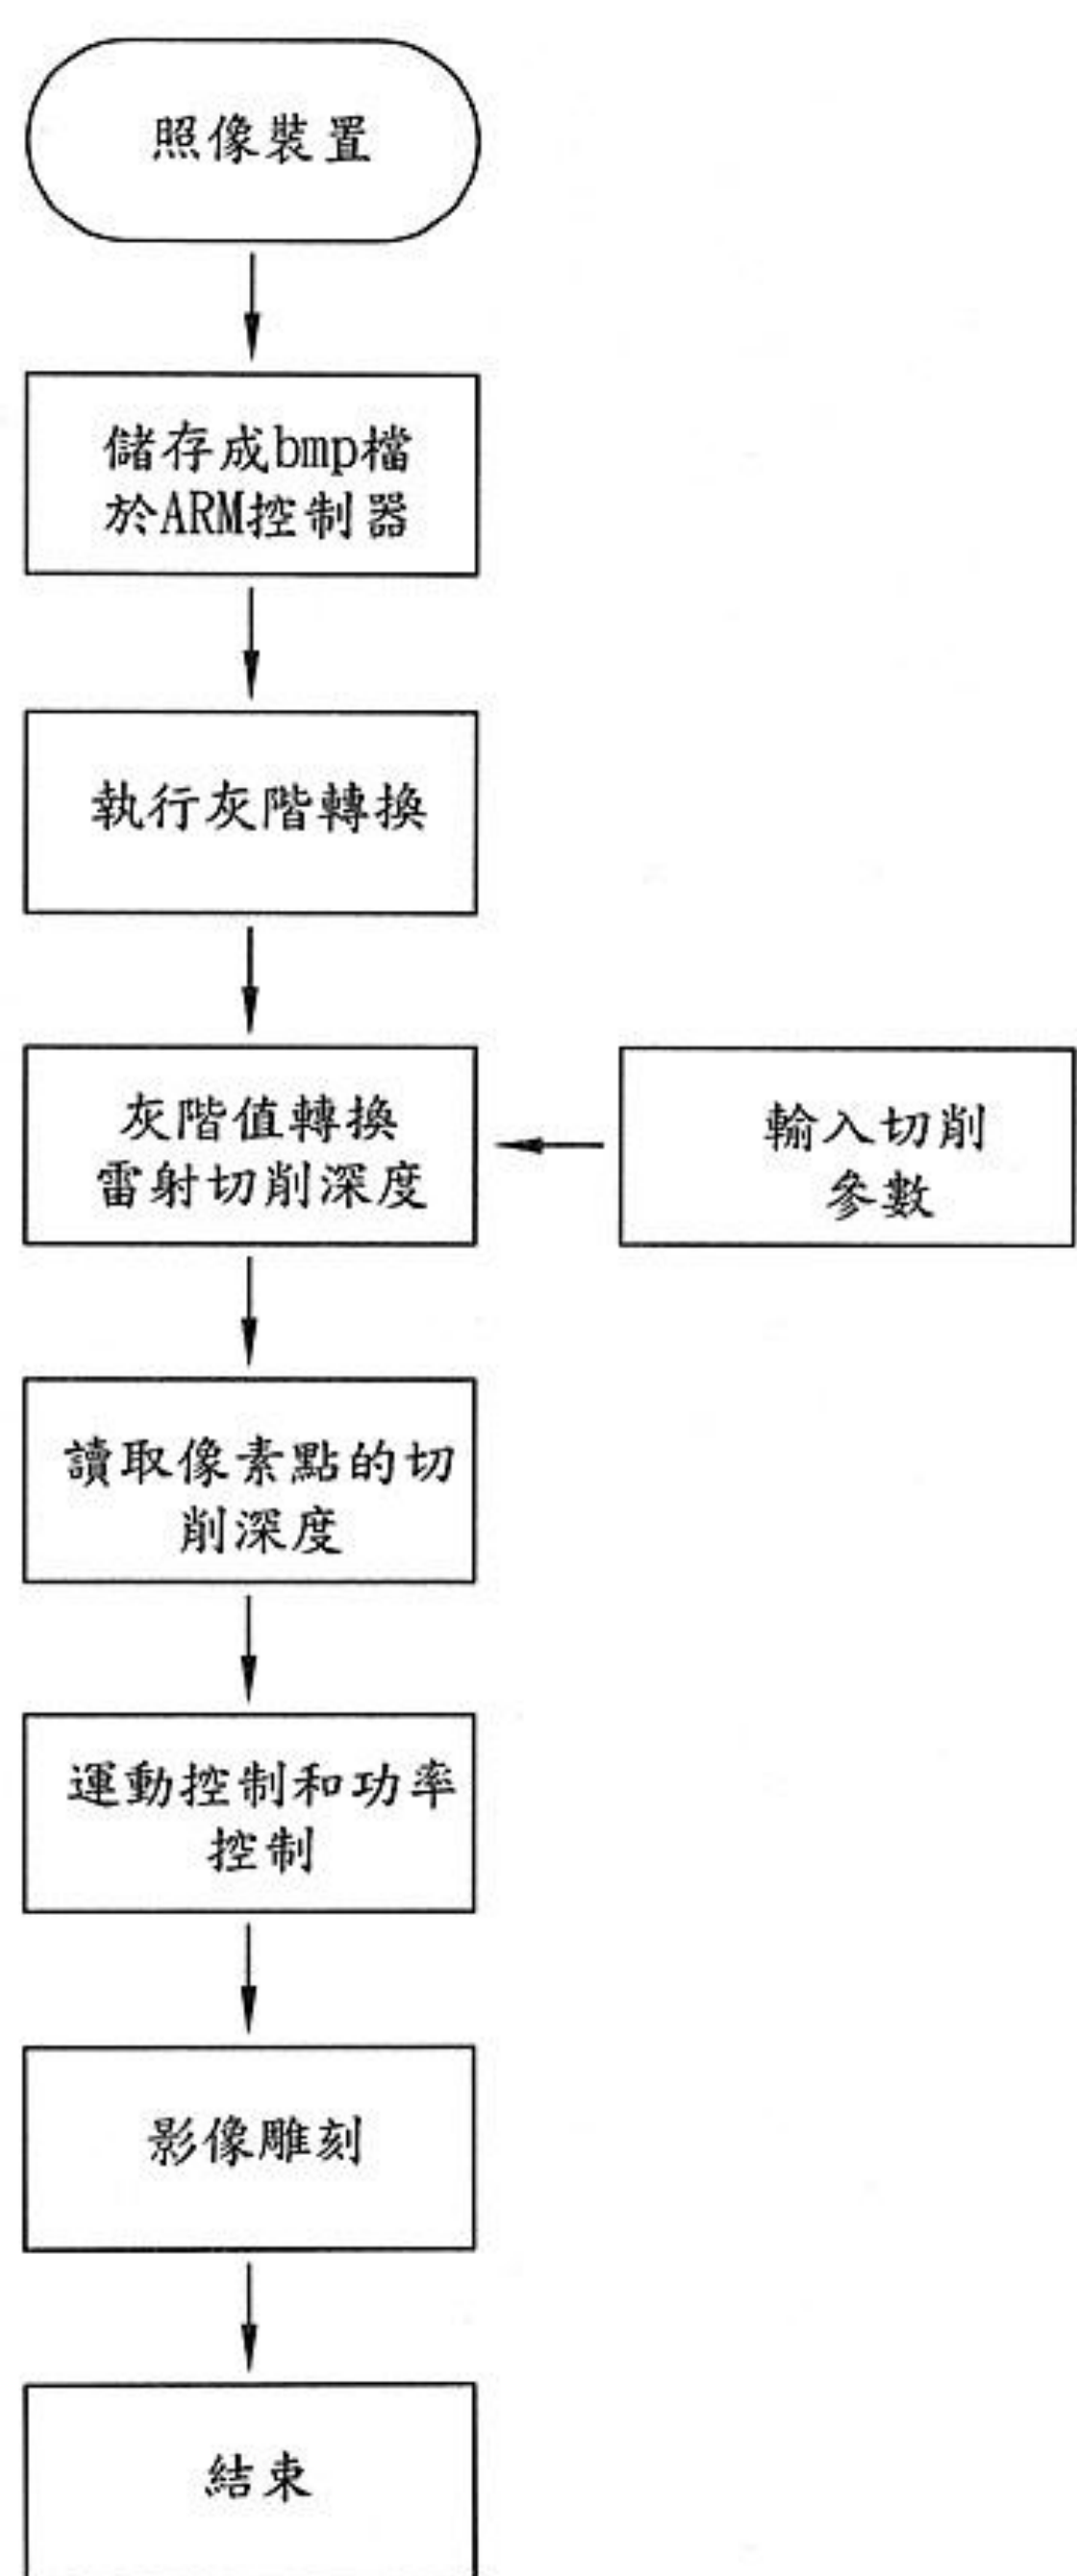 照像裝置
儲存成bmp檔
於ARM控制器
執行灰階轉換
灰階值轉換
雷射切削深度
輸入切削
參數
讀取像素點的切
削深度
運動控制和功率
控制
影像雕刻
結束